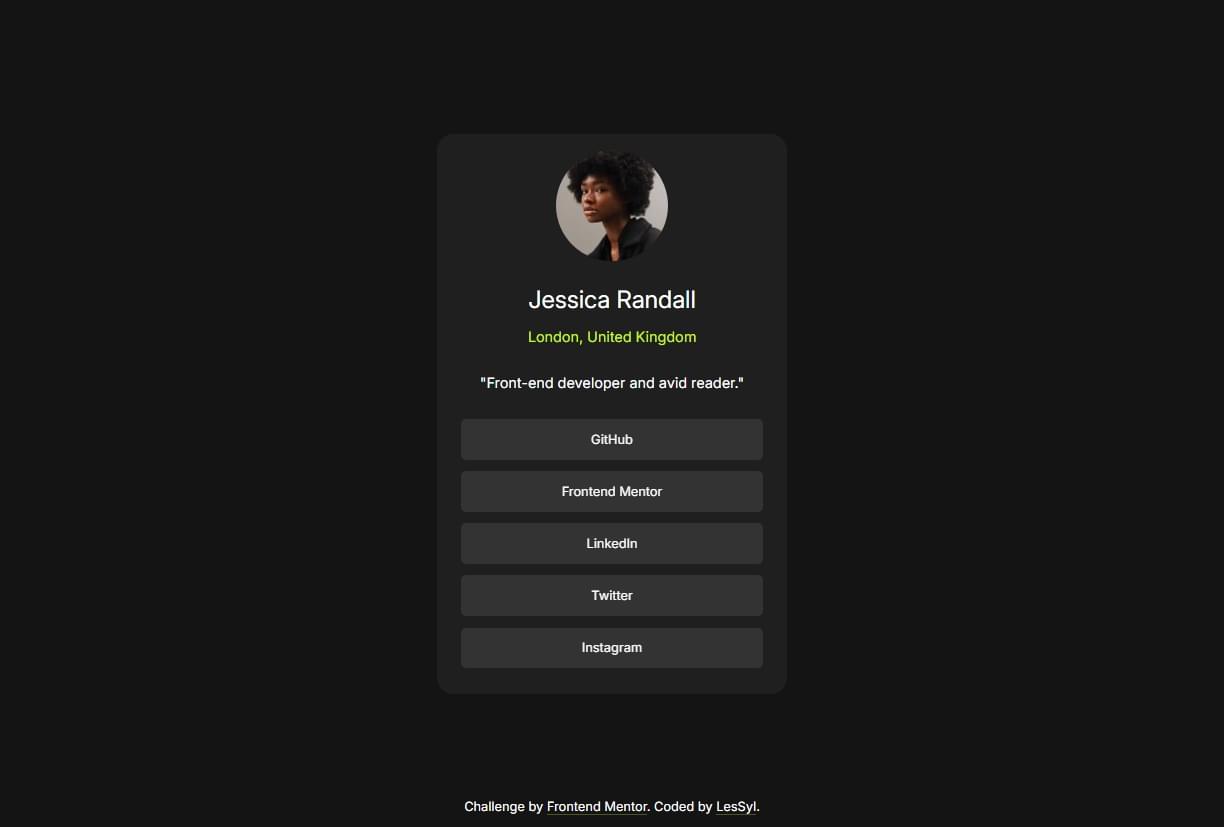 Jessica Randall
London, United Kingdom
"Front-end developer and avid reader."
GitHub
Frontend Mentor
LinkedIn
Twitter
Instagram
Challenge by Frontend Mentor. Coded by LesSyl.